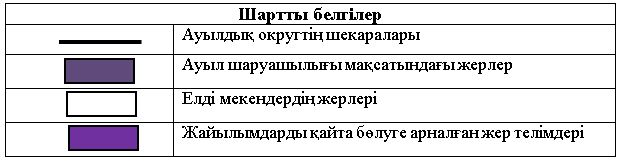 Шартты белгілер
Ауылдық округтің шекаралары
Ауыл шаруашылығы мақсатындағы жерлер
Елді мекендердің жерлері
Жайылымдарды қайта бөлуге арналған жер телімдері